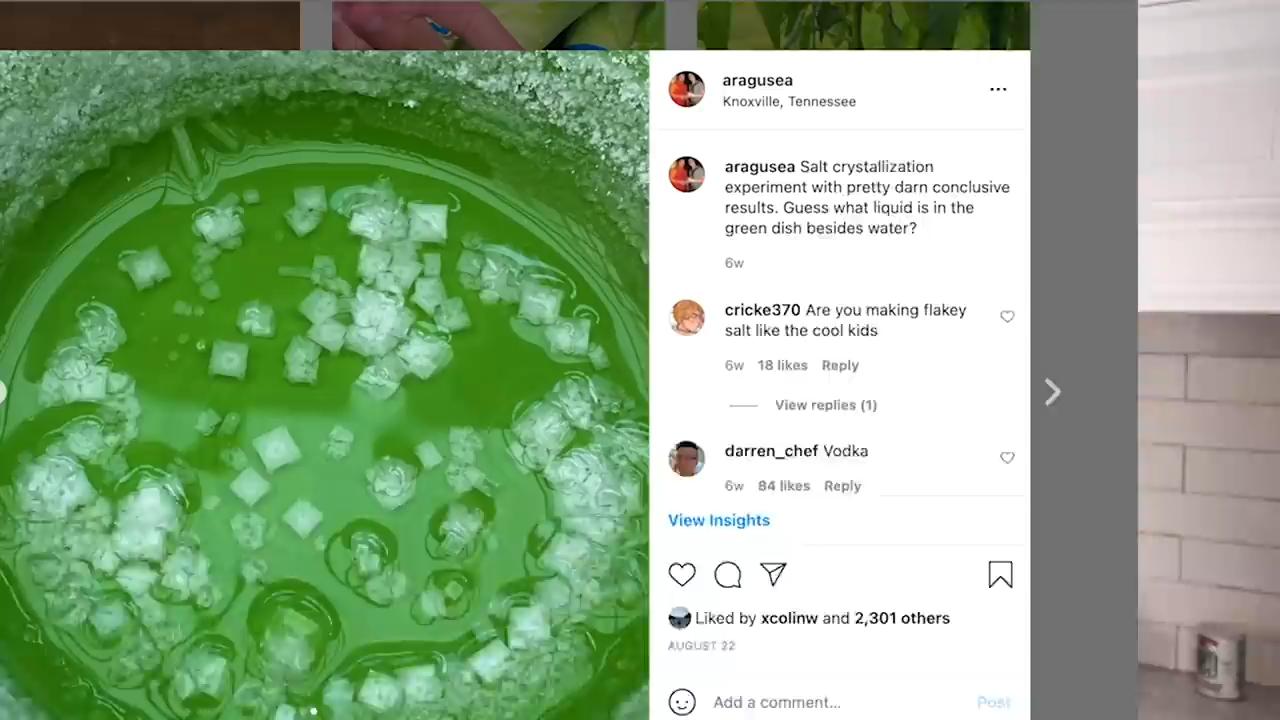 aragusea
Knoxville, Tennessee
aragusea Salt crystallization
experiment with pretty darn conclusive
results. Guess what liquid is in the
green dish besides water?
6w
cricke370 Are you making flakey
salt like the cool kids
6w 18 likes Reply
View replies (1)
darren_chef Vodka
6w 84 likes Reply
View Insights
Liked by xcolinw and 2,301 others
AUGUST 22
Add a comment... Post